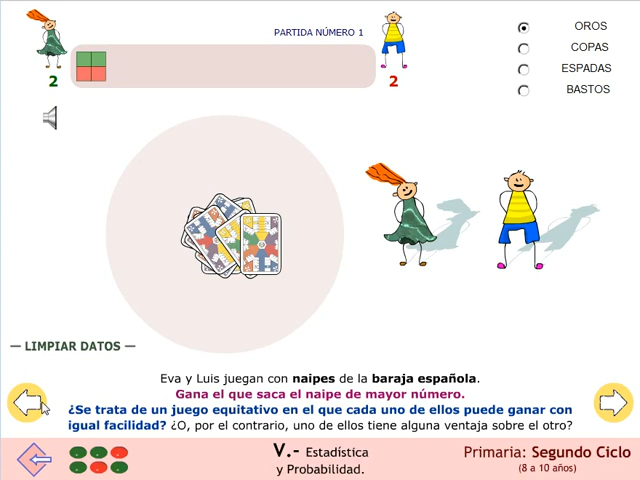 PARTIDA NÚMERO 1
2
2
OROS
COPAS
ESPADAS
BASTOS
— LIMPIAR DATOS —
Eva y Luis juegan con naipes de la baraja española.
Gana el que saca el naipe de mayor número.
¿Se trata de un juego equitativo en el que cada uno de ellos puede ganar con
igual facilidad? ¿O, por el contrario, uno de ellos tiene alguna ventaja sobre el otro?
V.- Estadística
y Probabilidad.
Primaria: Segundo Ciclo
(8 a 10 años)